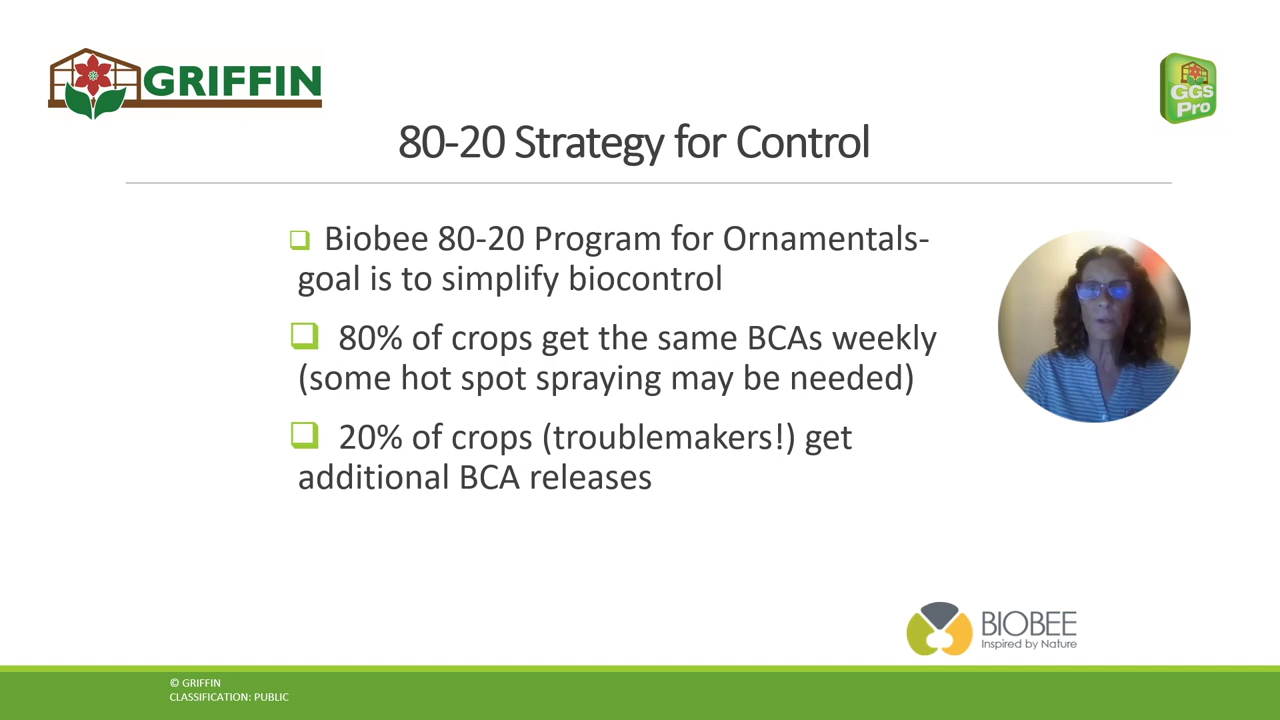 GRIFFIN
GGS
Pro
80-20 Strategy for Control
Biobee 80-20 Program for Ornamentals-
goal is to simplify biocontrol
80% of crops get the same BCAs weekly
(some hot spot spraying may be needed)
20% of crops (troublemakers!) get
additional BCA releases
BIOBEE
Inspired by Nature
© GRIFFIN
CLASSIFICATION: PUBLIC